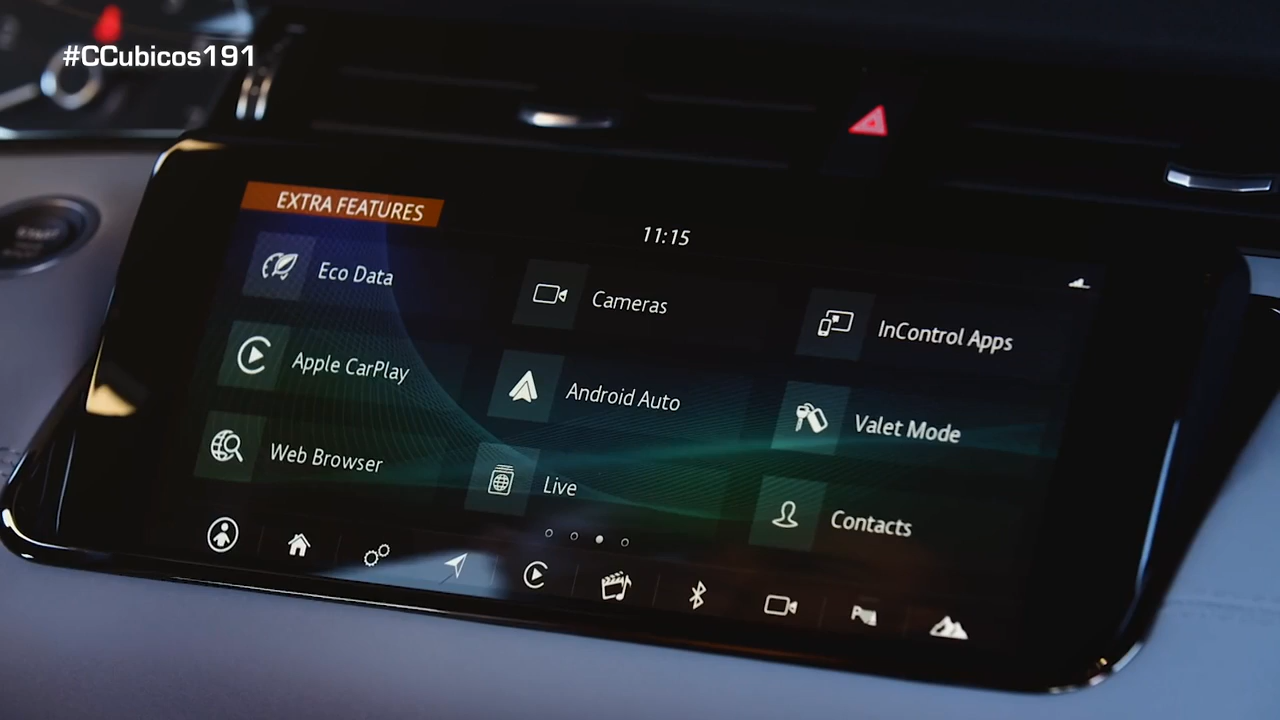 #CCubicos191
EXTRA FEATURES
11:15
Eco Data
Cameras
InControl Apps
Apple CarPlay
Android Auto
Valet Mode
Web Browser
Live
Contacts